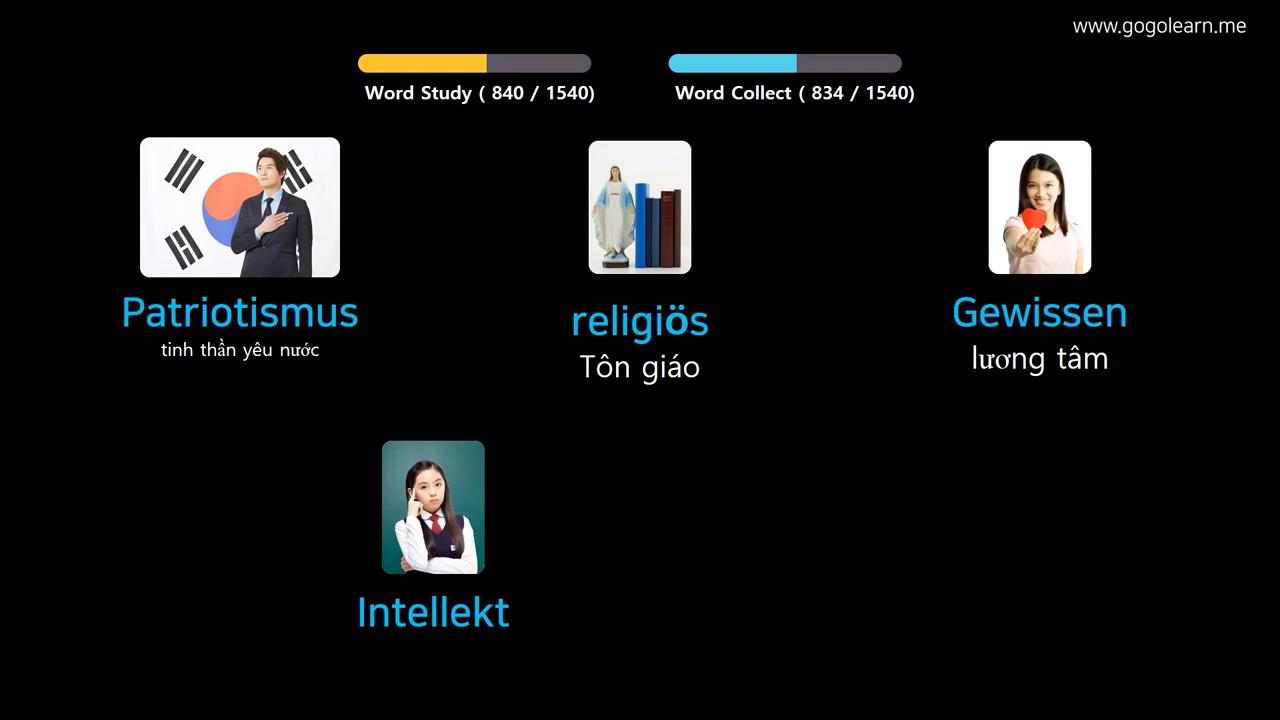 www.gogolearn.me
Word Study ( 840 / 1540)
Word Collect ( 834 / 1540)
Patriotismus
tinh thần yêu nước
religiös
Tôn giáo
Gewissen
lương tâm
Intellekt